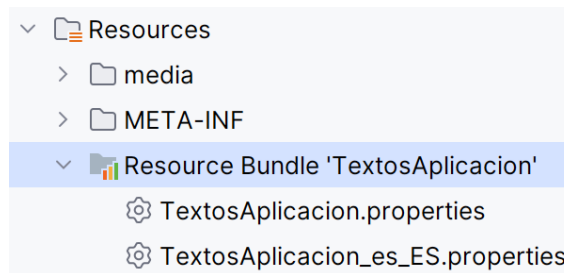 Resources
media
META-INF
Resource Bundle 'TextosAplicacion'
TextosAplicacion.properties
TextosAplicacion_es_ES.properties